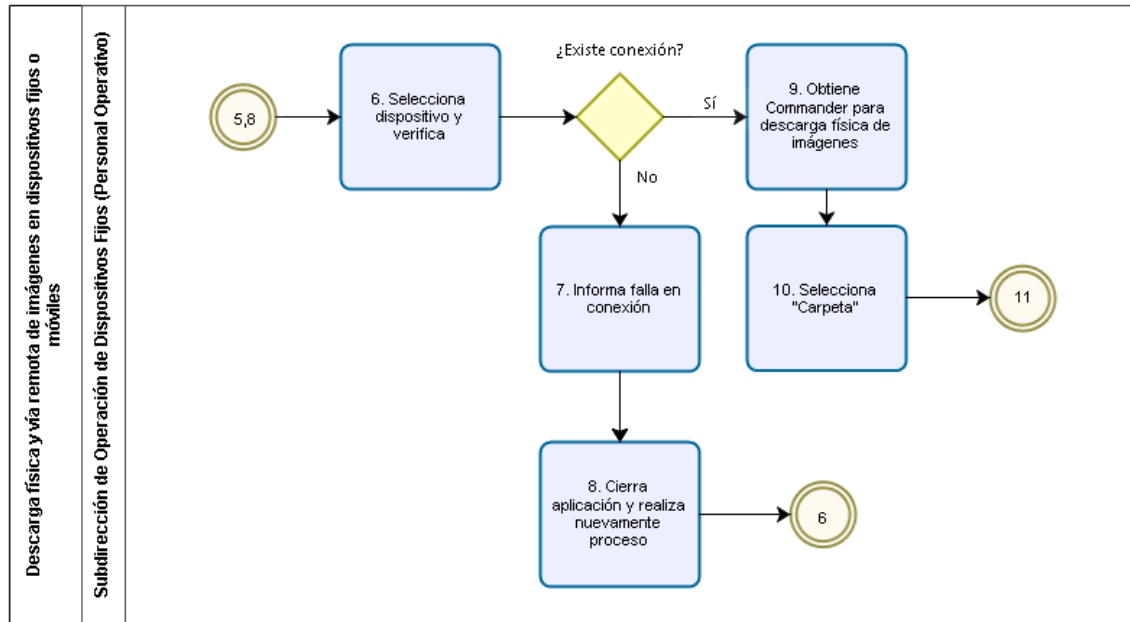 Descarga física y vía remota de imágenes en dispositivos fijos o
móviles
Subdirección de Operación de Dispositivos Fijos (Personal Operativo)
5,8
6. Selecciona
dispositivo y
verifica
¿Existe conexión?
Sí
No
9. Obtiene
Commander para
descarga física de
imágenes
7. Informa falla en
conexión
10. Selecciona
"Carpeta"
11
8. Cierra
aplicación y realiza
nuevamente
proceso
6